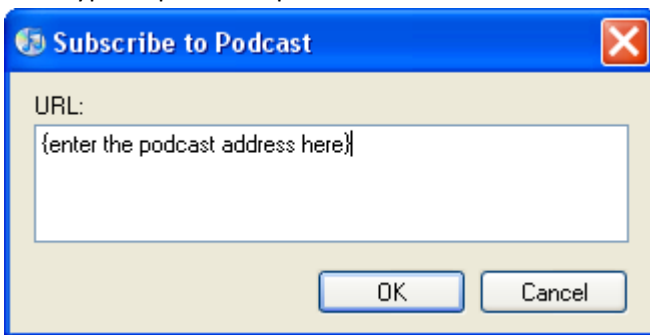 Subscribe to Podcast
URL:
{enter the podcast address here}
OK
Cancel